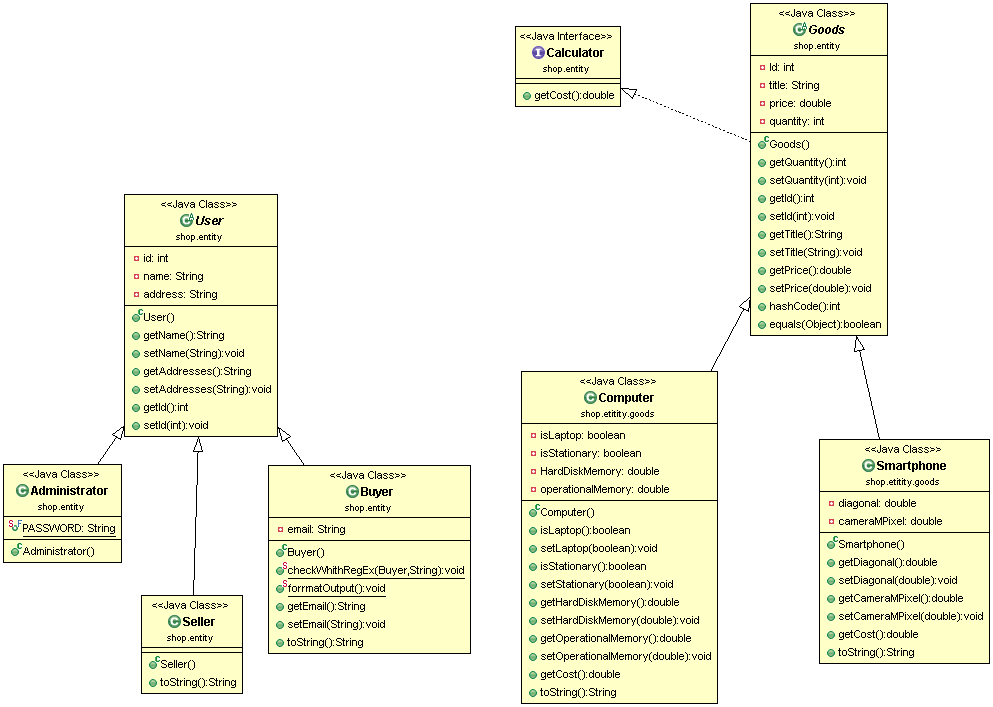 <<Java Interface>>
Calculator
shop.entity
getCost():double
<<Java Class>>
Goods
shop.entity
Id: int
title: String
price: double
quantity: int
Goods()
getQuantity():int
setQuantity(int):void
getId():int
setId(int):void
getTitle():String
setTitle(String):void
getPrice():double
setPrice(double):void
hashCode():int
equals(Object):boolean
<<Java Class>>
User
shop.entity
id: int
name: String
address: String
User()
getName():String
setName(String):void
getAddresses():String
setAddresses(String):void
getId():int
setId(int):void
<<Java Class>>
Administrator
shop.entity
PASSWORD: String
Administrator()
<<Java Class>>
Seller
shop.entity
Seller()
toString():String
<<Java Class>>
Buyer
shop.entity
email: String
Buyer()
checkWhithRegEx(Buyer,String):void
forrmatOutput():void
getEmail():String
setEmail(String):void
toString():String
<<Java Class>>
Computer
shop.etitity.goods
isLaptop: boolean
isStationary: boolean
HardDiskMemory: double
operationalMemory: double
Computer()
isLaptop():boolean
setLaptop(boolean):void
isStationary():boolean
setStationary(boolean):void
getHardDiskMemory():double
setHardDiskMemory(double):void
getOperationalMemory():double
setOperationalMemory(double):void
getCost():double
toString():String
<<Java Class>>
Smartphone
shop.etitity.goods
diagonal: double
cameraMPixel: double
Smartphone()
getDiagonal():double
setDiagonal(double):void
getCameraMPixel():double
setCameraMPixel(double):void
getCost():double
toString():String